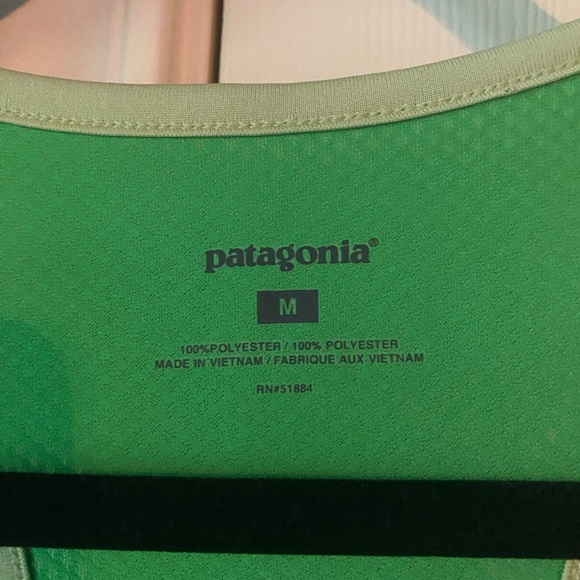 patagonia®
M
100%POLYESTER / 100% POLYESTER
MADE IN VIETNAM / FABRIQUE AUX VIETNAM
RN#51884